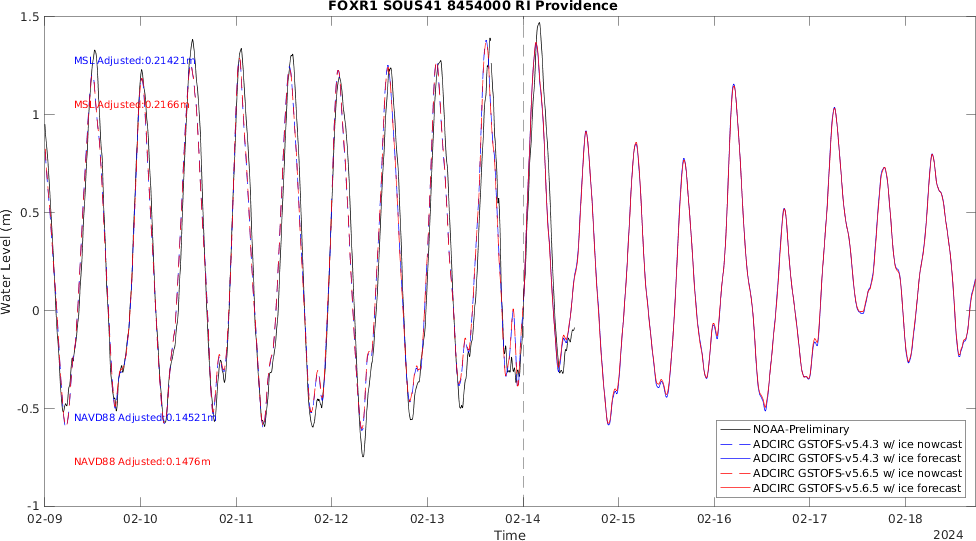 FOXR1 SOUS41 8454000 RI Providence
1.5
1
0.5
0
-0.5
-1
Water Level (m)
MSL Adjusted:0.21421m
MSL Adjusted:0.2166m
NAVD88 Adjusted:0.14521m
NAVD88 Adjusted:0.1476m
NOAA-Preliminary
ADCIRC GSTOFS-v5.4.3 w/ ice nowcast
ADCIRC GSTOFS-v5.4.3 w/ ice forecast
ADCIRC GSTOFS-v5.6.5 w/ ice nowcast
ADCIRC GSTOFS-v5.6.5 w/ ice forecast
02-09 02-10 02-11 02-12 02-13 02-14 02-15 02-16 02-17 02-18
Time
2024